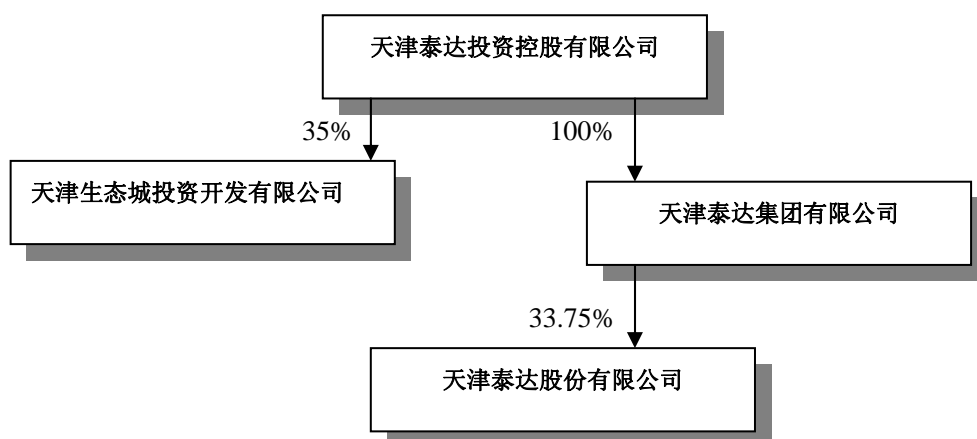 天津泰达投资控股有限公司
35%
100%
天津生态城投资开发有限公司
天津泰达集团有限公司
33.75%
天津泰达股份有限公司